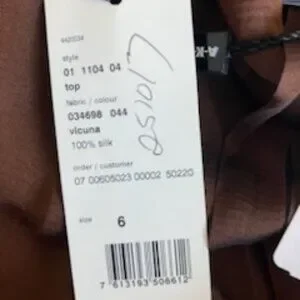 style
01 1104 04
top
fabric / colour
034698 044
vicuna
100% silk
order / customer
07 00605023 00002 50220
size
6
7 613193 506612
251017
A-K